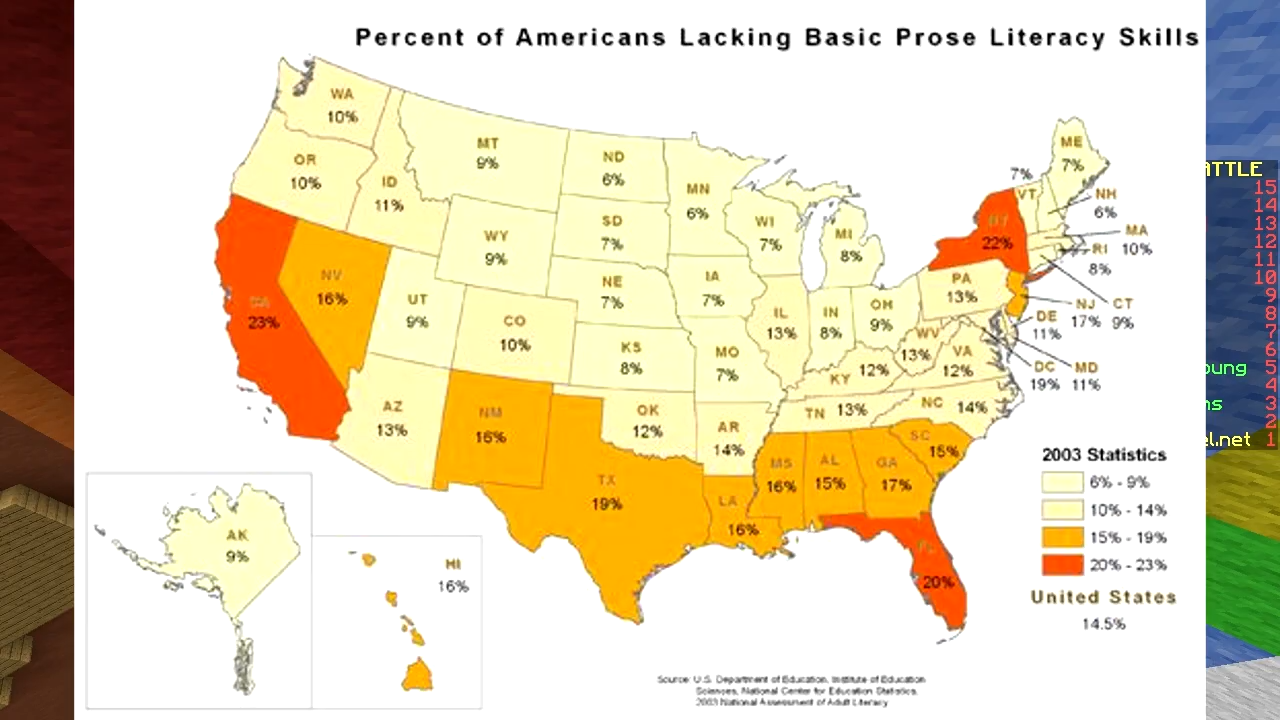 Percent of Americans Lacking Basic Prose Literacy Skills
WA
10%
OR
10%
ID
11%
MT
9%
ND
6%
MN
6%
SD
7%
WI
7%
MI
8%
ME
7%
7%
VT
NH
6%
MA
10%
RI
8%
NY
22%
CA
23%
NV
16%
WY
9%
UT
9%
NE
7%
IA
7%
IL
13%
IN
8%
OH
9%
PA
13%
NJ
17%
CT
9%
DE
11%
CO
10%
KS
8%
MO
7%
KY 12%
WV
13%
VA
12%
DC
19%
MD
11%
AZ
13%
NM
16%
OK
12%
AR
14%
TN 13%
NC 14%
SC
15%
TX
19%
LA
16%
MS
16%
AL
15%
GA
17%
FL
20%
AK
9%
HI
16%
2003 Statistics
6% - 9%
10% - 14%
15% - 19%
20% - 23%
United States
14.5%
Source: U.S. Department of Education, Institute of Education
Sciences, National Center for Education Statistics,
2003 National Assessment of Adult Literacy
ATTLE
15
14
13
12
11
10
9
8
7
6
5
4
3
2
el.net 1